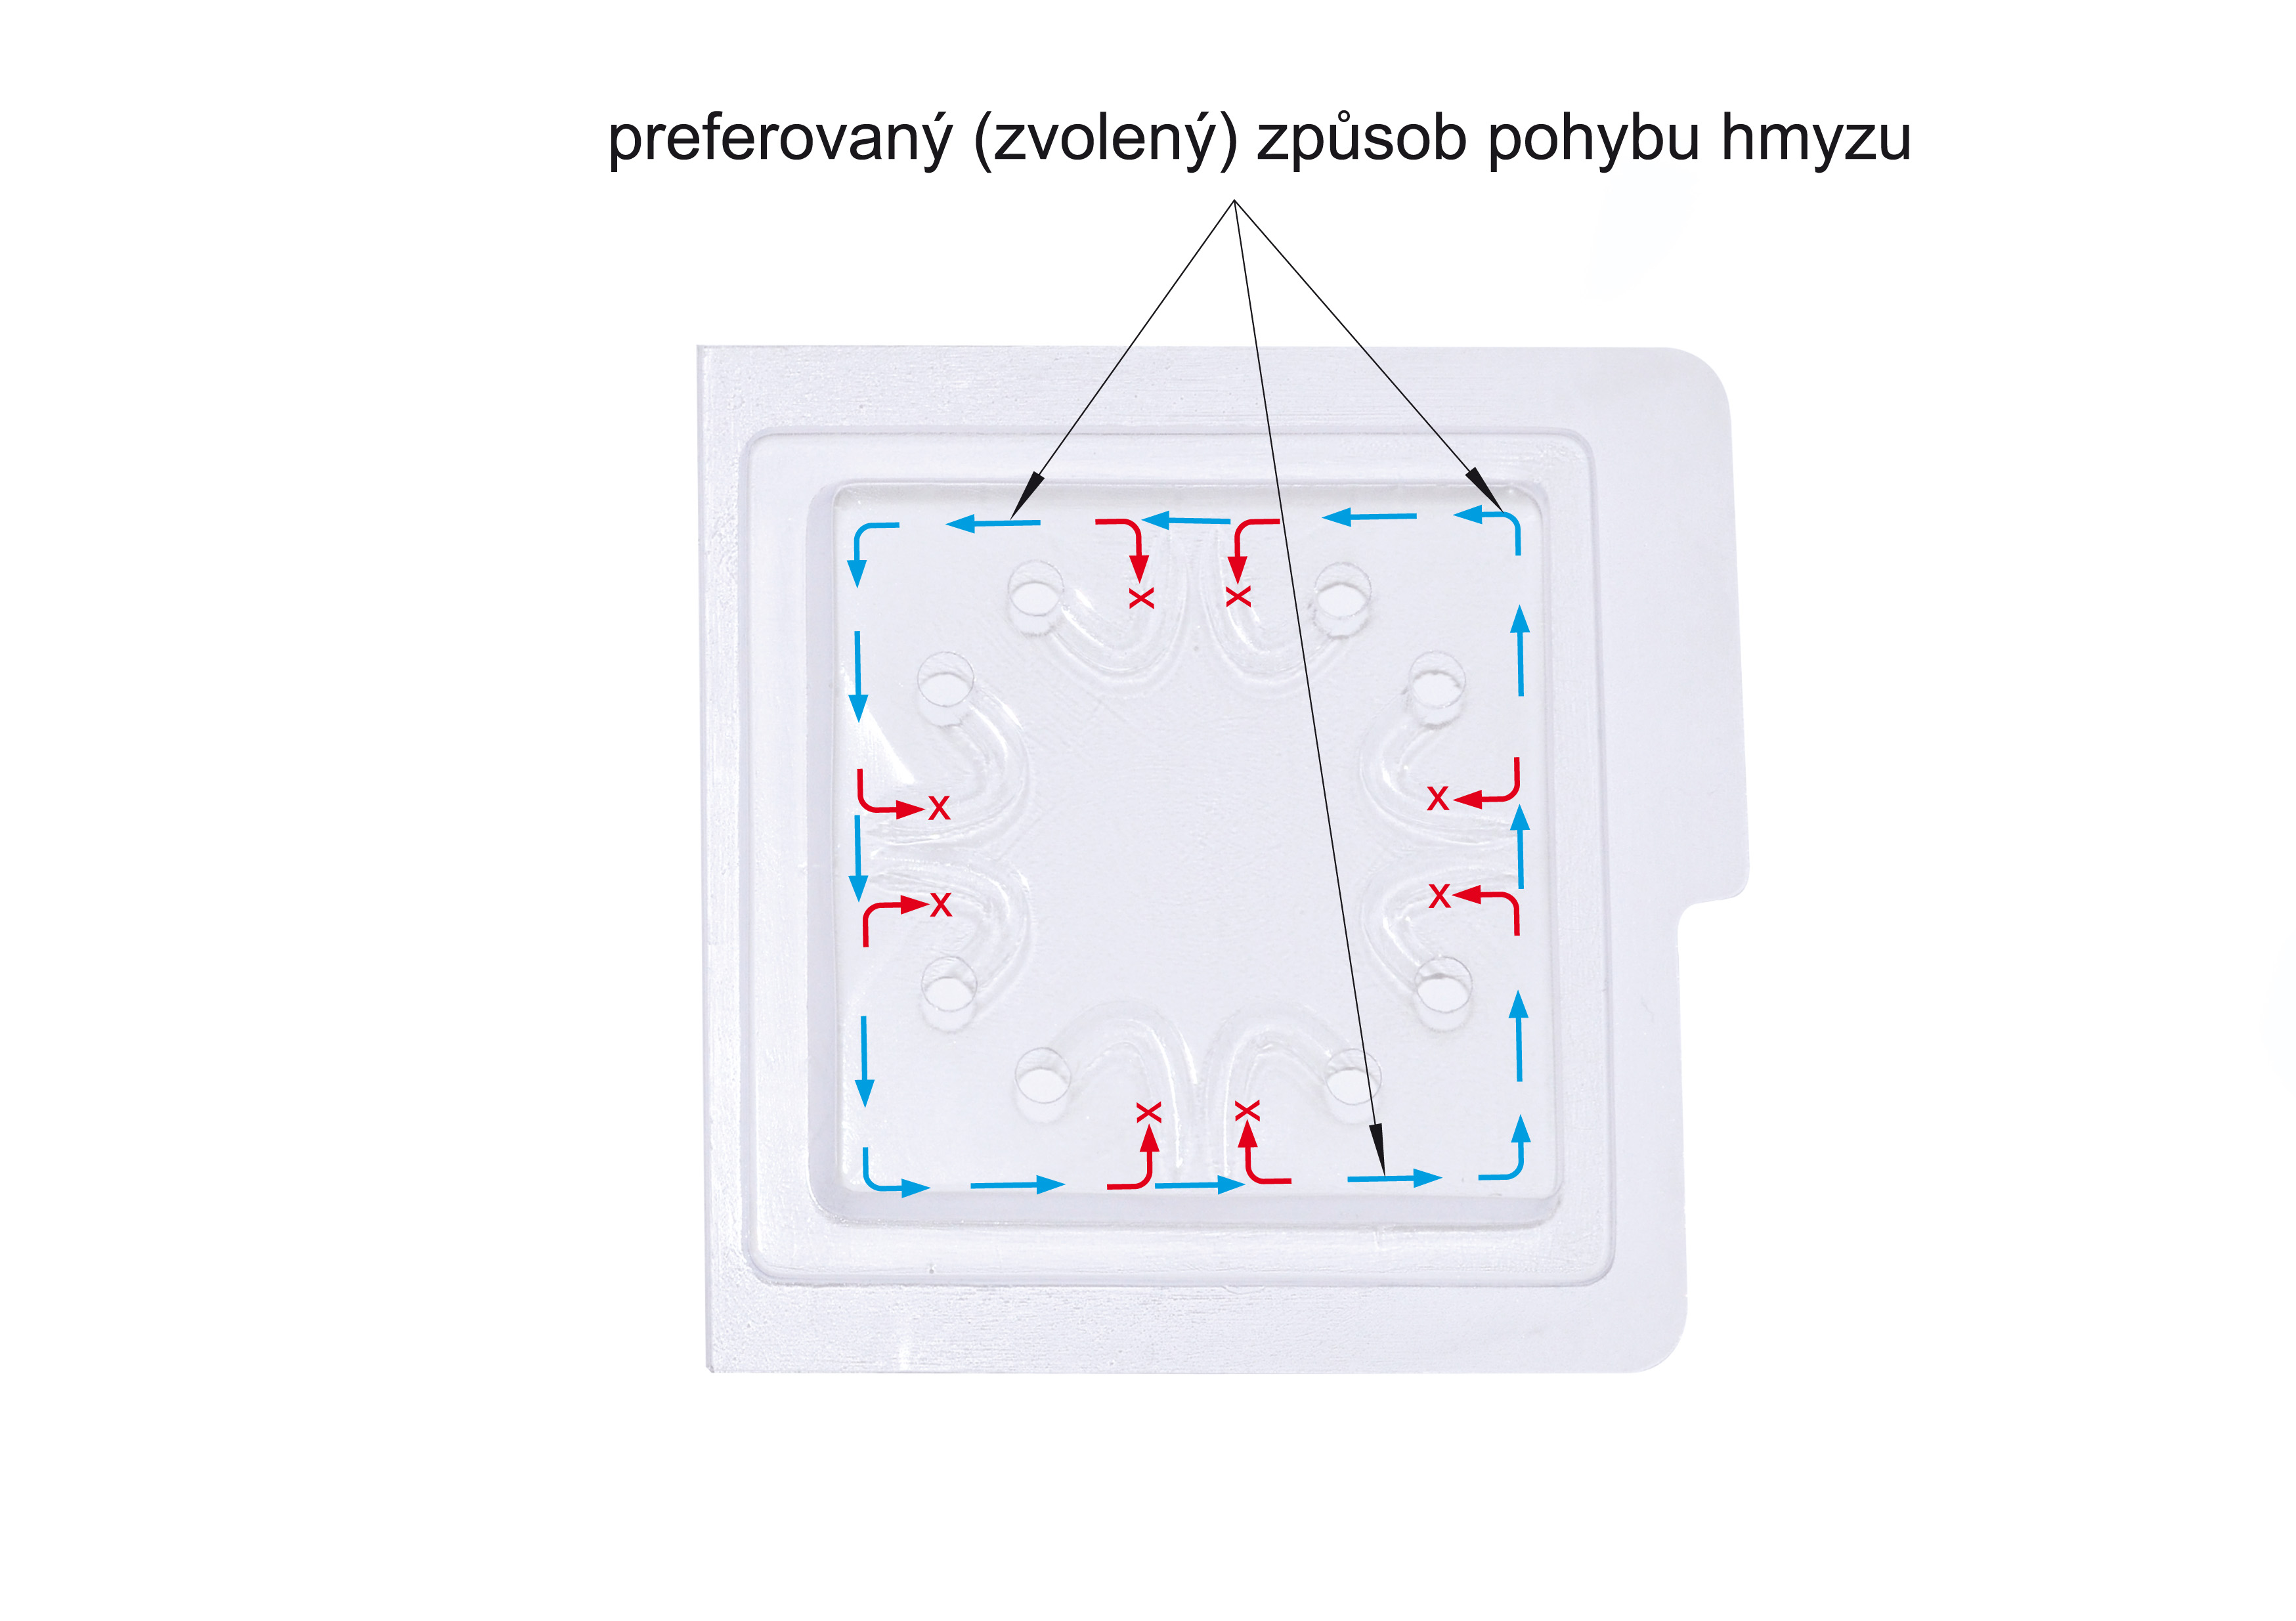 preferovaný (zvolený) způsob pohybu hmyzu
x x
x x
x x
x x